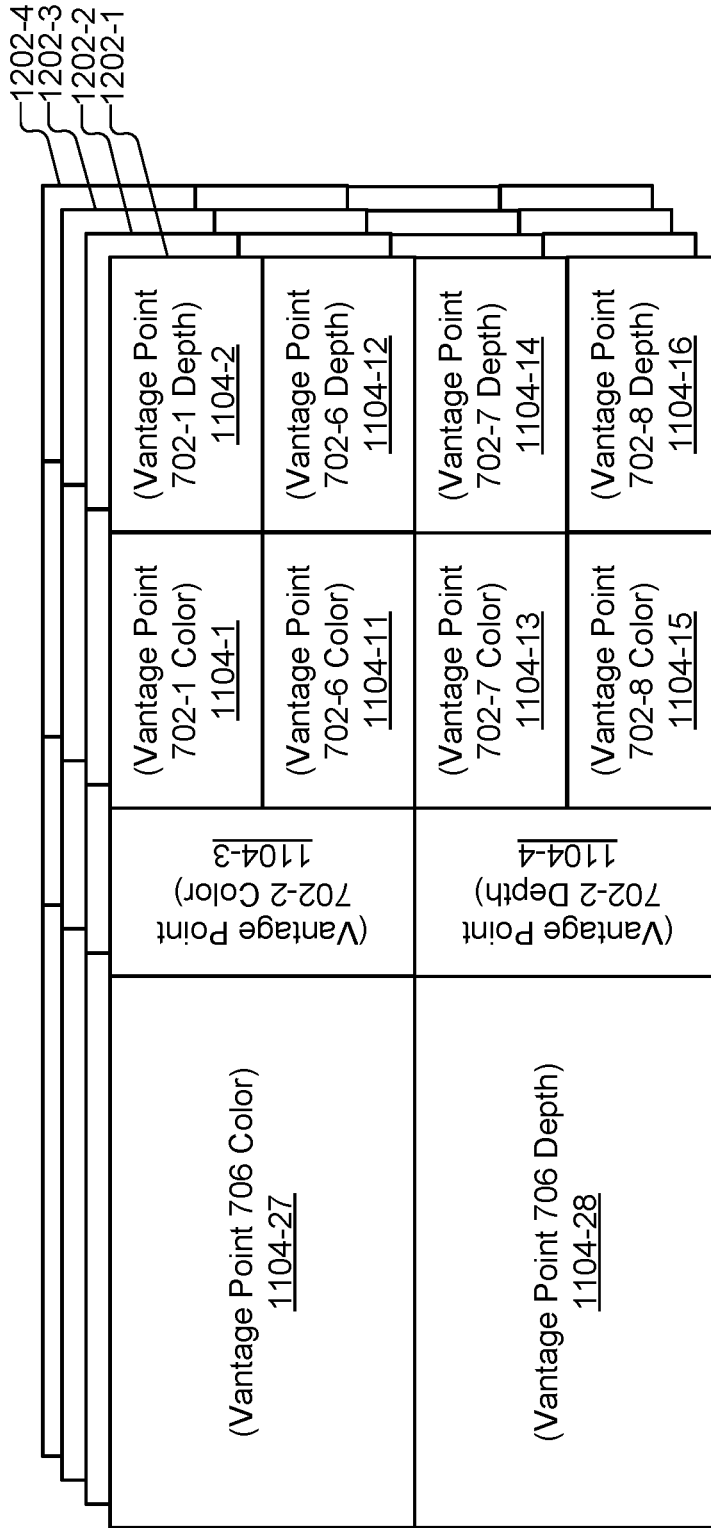 1202-4
1202-3
1202-2
1202-1
(Vantage Point 706 Color)
1104-27
(Vantage Point
702-2 Color)
1104-3
(Vantage Point
702-1 Color)
1104-1
(Vantage Point
702-1 Depth)
1104-2
(Vantage Point
702-6 Color)
1104-11
(Vantage Point
702-6 Depth)
1104-12
(Vantage Point 706 Depth)
1104-28
(Vantage Point
702-2 Depth)
1104-4
(Vantage Point
702-7 Color)
1104-13
(Vantage Point
702-7 Depth)
1104-14
(Vantage Point
702-8 Color)
1104-15
(Vantage Point
702-8 Depth)
1104-16